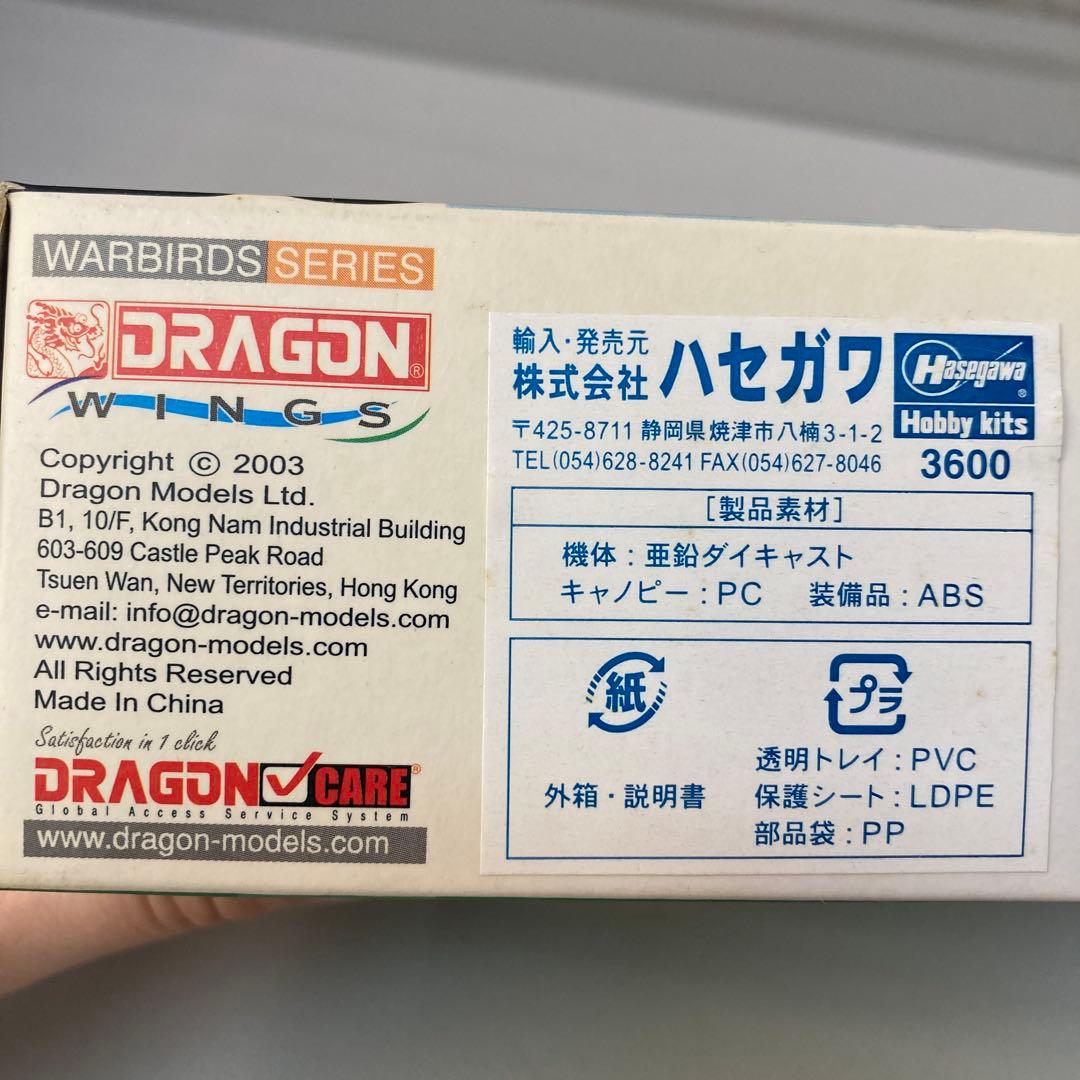 WARBIRDS SERIES
DRAGON®
WINGS
Copyright © 2003
Dragon Models Ltd.
B1, 10/F, Kong Nam Industrial Building
603-609 Castle Peak Road
Tsuen Wan, New Territories, Hong Kong
e-mail: info@dragon-models.com
www.dragon-models.com
All Rights Reserved
Made In China
Satisfaction in 1 click
DRAGON CARE®
Global Access Service System
www.dragon-models.com
輸入・発売元
株式会社 ハセガワ
Hasegawa®
Hobby kits
〒425-8711 静岡県焼津市八楠3-1-2
TEL(054)628-8241 FAX(054)627-8046
3600
[製品素材]
機体:亜鉛ダイキャスト
キャノピー:PC 装備品:ABS
紙
外箱・説明書
プラ
透明トレイ:PVC
保護シート:LDPE
部品袋:PP